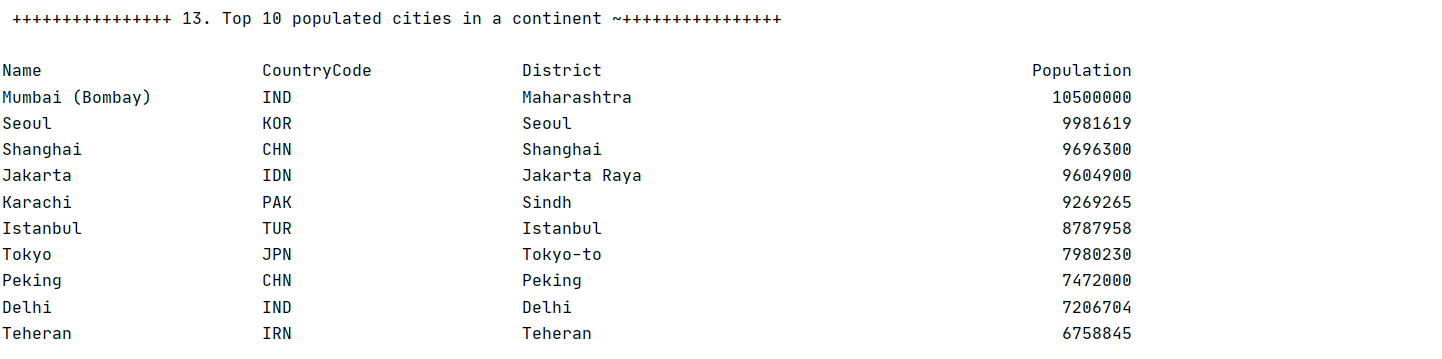 ++++++++++++++++ 13. Top 10 populated cities in a continent ~++++++++++++++++
Name CountryCode District Population
Mumbai (Bombay) IND Maharashtra 10500000
Seoul KOR Seoul 9981619
Shanghai CHN Shanghai 9696300
Jakarta IDN Jakarta Raya 9604900
Karachi PAK Sindh 9269265
Istanbul TUR Istanbul 8787958
Tokyo JPN Tokyo-to 7980230
Peking CHN Peking 7472000
Delhi IND Delhi 7206704
Teheran IRN Teheran 6758845